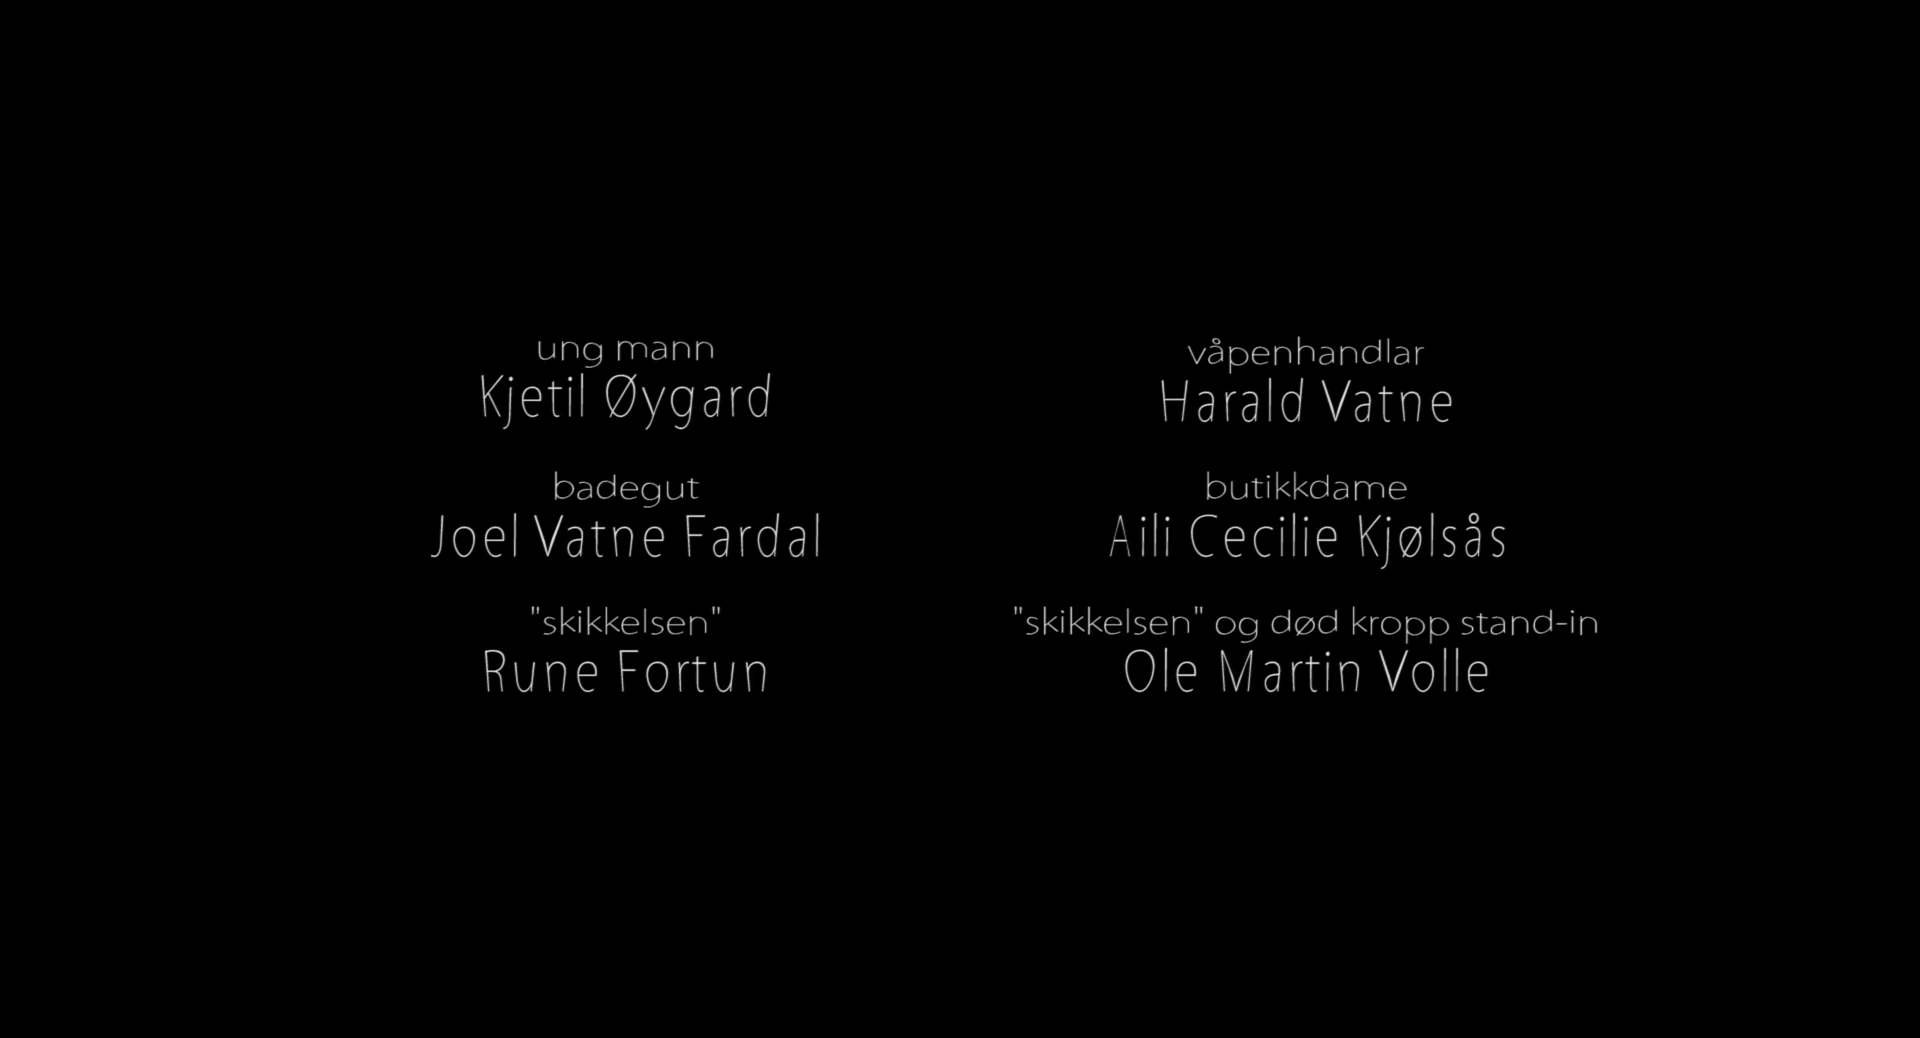 ung mann
Kjetil Øygard
badegut
Joel Vatne Fardal
"skikkelsen"
Rune Fortun
våpenhandlar
Harald Vatne
butikkdame
Aili Cecilie Kjølsås
"skikkelsen" og død kropp stand-in
Ole Martin Volle